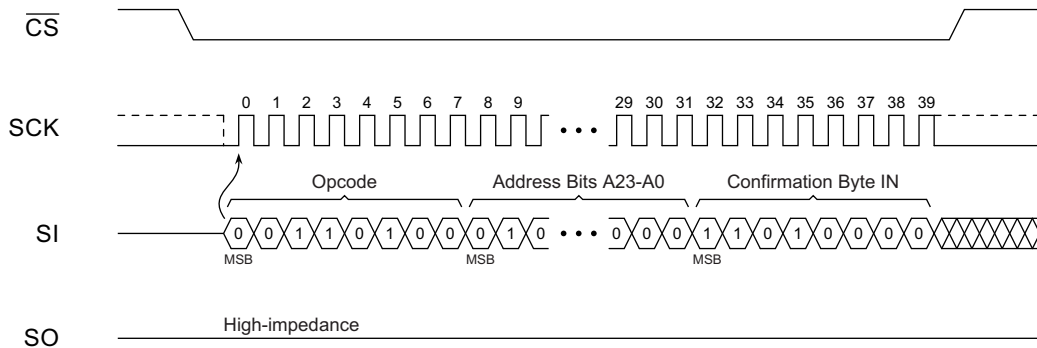 CS
0 1 2 3 4 5 6 7 8 9 29 30 31 32 33 34 35 36 37 38 39
SCK
Opcode Address Bits A23-A0 Confirmation Byte IN
SI 0 0 1 1 0 1 0 0 0 1 0 0 0 0 1 1 0 1 0 0 0 0
MSB MSB MSB
High-impedance
SO